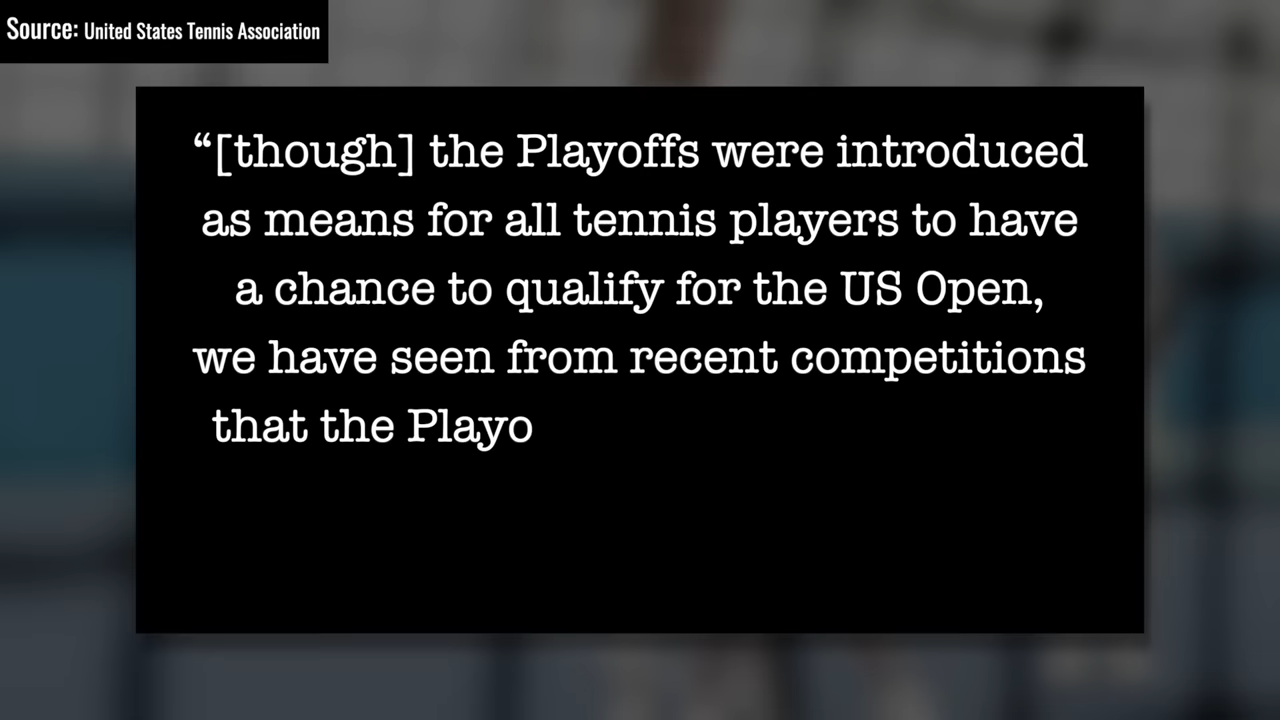 Source: United States Tennis Association
“[though] the Playoffs were introduced
as means for all tennis players to have
a chance to qualify for the US Open,
we have seen from recent competitions
that the Playo